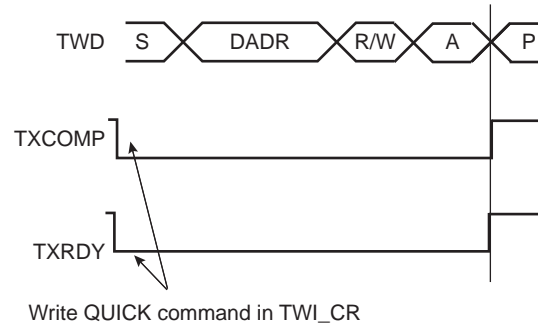 TWD S DADR R/W A P
TXCOMP
TXRDY
Write QUICK command in TWI_CR